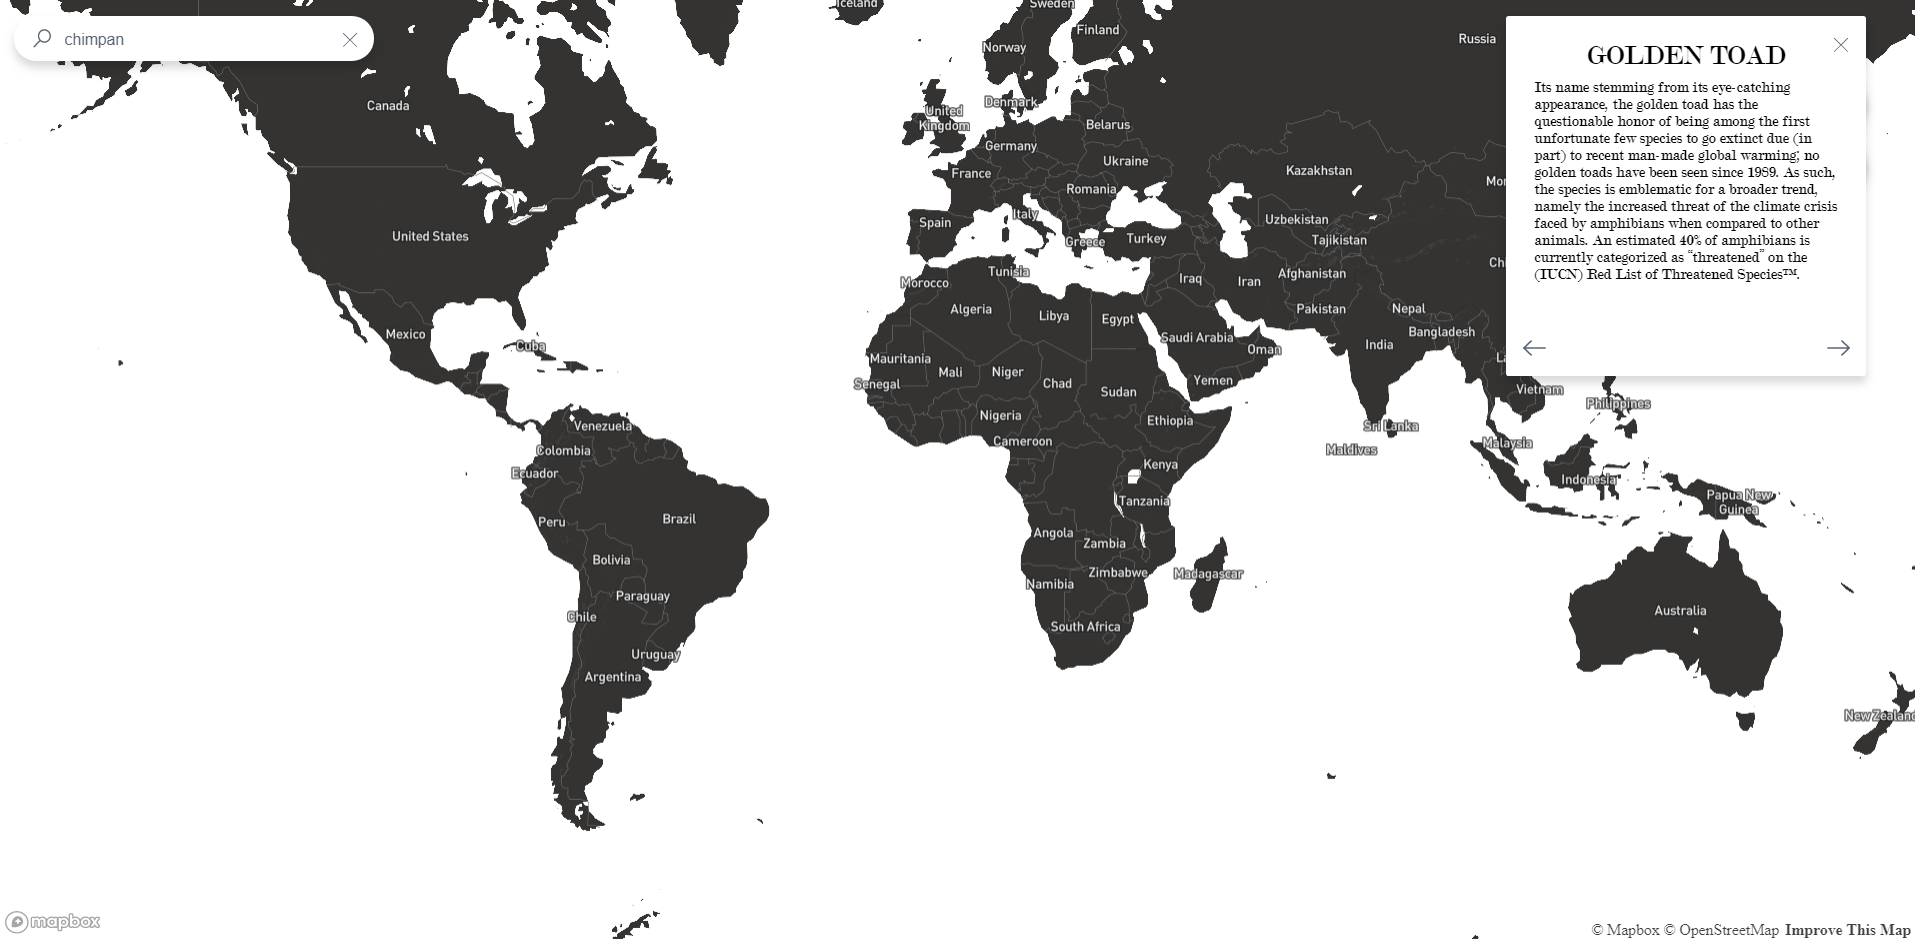 chimpan
GOLDEN TOAD
Its name stemming from its eye-catching
appearance, the golden toad has the
questionable honor of being among the first
unfortunate few species to go extinct due (in
part) to recent man-made global warming; no
golden toads have been seen since 1989. As such,
the species is emblematic for a broader trend,
namely the increased threat of the climate crisis
faced by amphibians when compared to other
animals. An estimated 40% of amphibians is
currently categorized as “threatened” on the
(IUCN) Red List of Threatened Species™.
Iceland
Sweden
Finland
Norway
Russia
Canada
Denmark
United
Kingdom
Belarus
Germany
Ukraine
France
Kazakhstan
Mon
Romania
Italy
Spain
Uzbekistan
Greece
Turkey
Tajikistan
United States
Chi
Tunisia
Afghanistan
Morocco
Iraq
Iran
Algeria
Libya
Egypt
Pakistan
Nepal
Mexico
Cuba
Saudi Arabia
Bangladesh
India
Oman
Mauritania
La
Mali
Niger
Chad
Senegal
Yemen
Sudan
Vietnam
Philippines
Nigeria
Ethiopia
Venezuela
Sri Lanka
Cameroon
Malaysia
Colombia
Maldives
Kenya
Ecuador
Indonesia
Tanzania
Papua New
Guinea
Peru
Brazil
Angola
Zambia
Bolivia
Zimbabwe
Madagascar
Namibia
Paraguay
Australia
Chile
South Africa
Uruguay
Argentina
New Zealand
mapbox
© Mapbox © OpenStreetMap Improve This Map